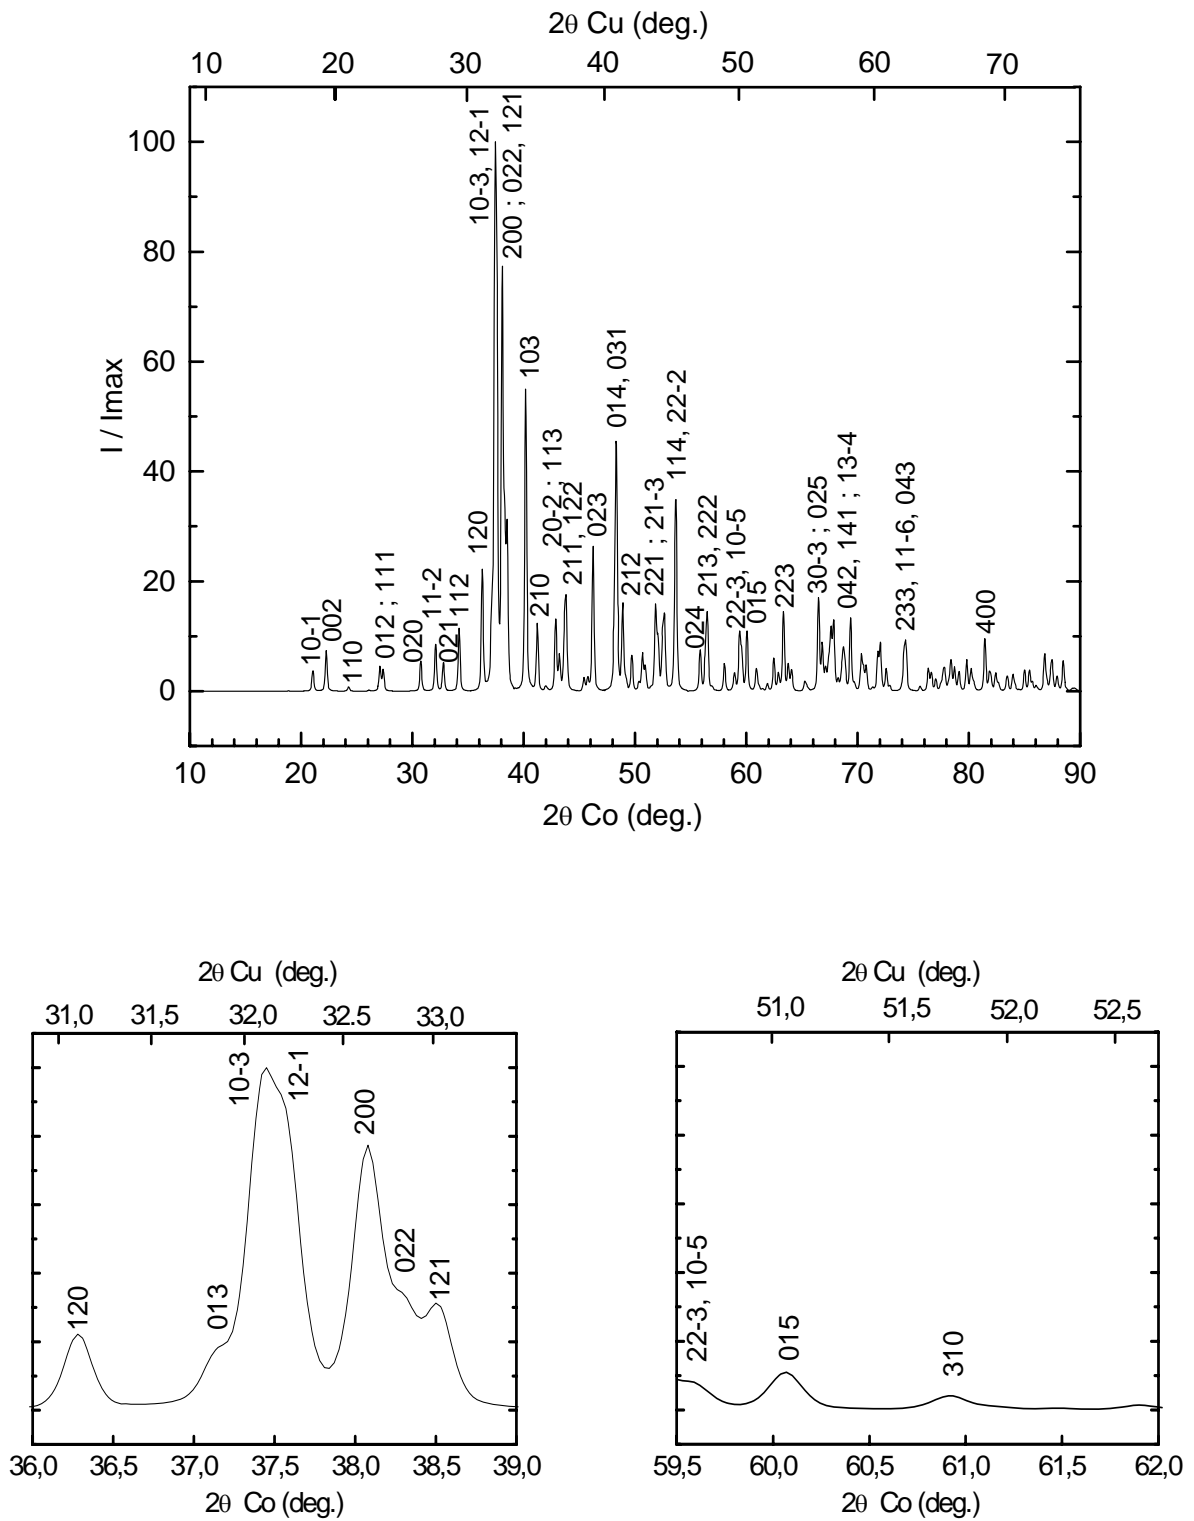 2θ Cu (deg.)
10 20 30 40 50 60 70
I / Imax
100
80
60
40
20
0
10-1
002
110
012 ; 111
020
11-2
021
112
120
10-3, 12-1
200 ; 022, 121
103
210
20-2 ; 113
211, 122
023
014, 031
212
221 ; 21-3
114, 22-2
024
213, 222
22-3, 10-5
015
223
30-3 ; 025
042, 141 ; 13-4
233, 11-6, 043
400
10 20 30 40 50 60 70 80 90
2θ Co (deg.)
2θ Cu (deg.)
31,0 31,5 32,0 32.5 33,0
120
013
10-3
12-1
200
022
121
36,0 36,5 37,0 37,5 38,0 38,5 39,0
2θ Co (deg.)
2θ Cu (deg.)
51,0 51,5 52,0 52,5
22-3, 10-5
015
310
59,5 60,0 60,5 61,0 61,5 62,0
2θ Co (deg.)